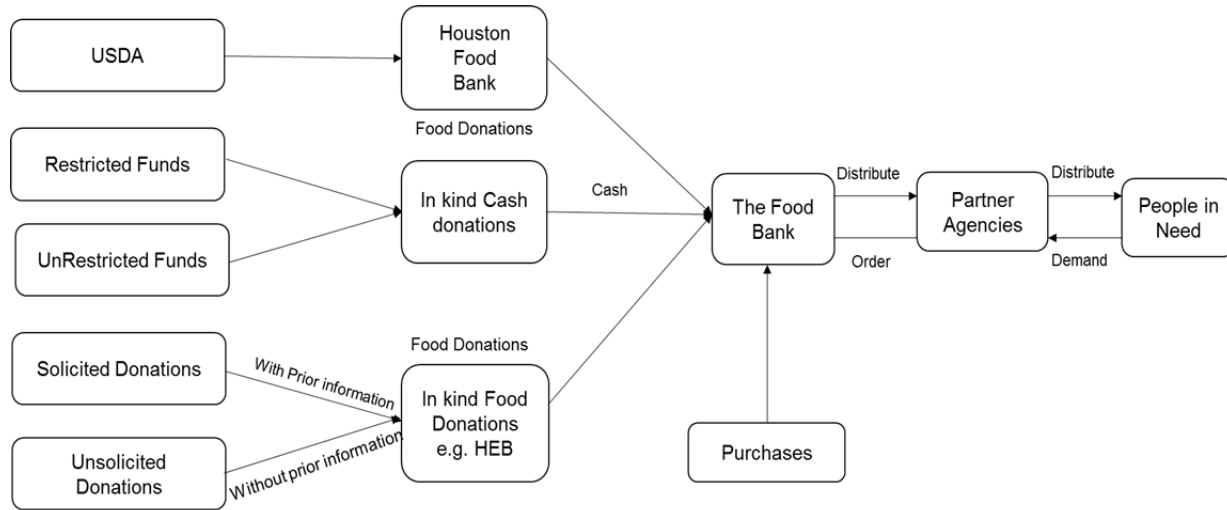 USDA
Houston
Food
Bank
Food Donations
Restricted Funds
UnRestricted Funds
In kind Cash
donations
Cash
The Food
Bank
Distribute
Order
Partner
Agencies
Distribute
Demand
People in
Need
Solicited Donations
With Prior information
Food Donations
In kind Food
Donations
e.g. HEB
Unsolicited
Donations
Without prior information
Purchases